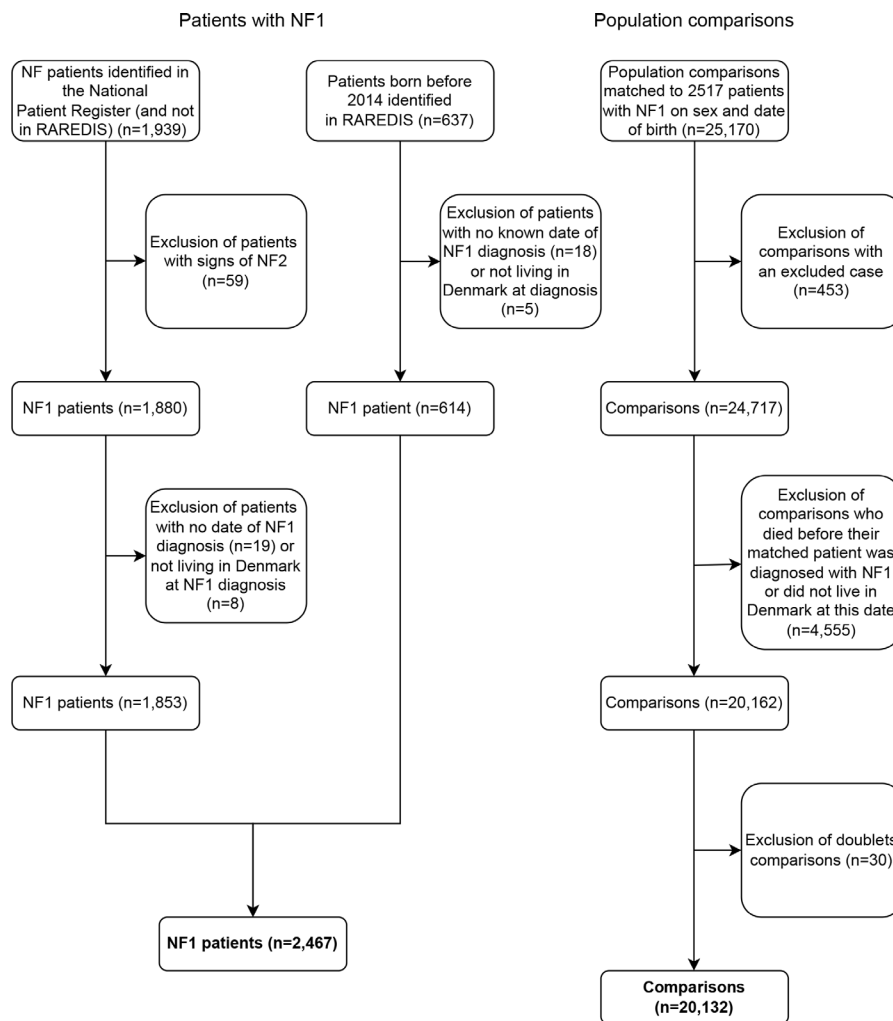 Patients with NF1
Population comparisons
NF patients identified in
the National
Patient Register (and not
in RAREDIS) (n=1,939)
Patients born before
2014 identified
in RAREDIS (n=637)
Population comparisons
matched to 2517 patients
with NF1 on sex and date
of birth (n=25,170)
Exclusion of patients
with signs of NF2
(n=59)
Exclusion of patients
with no known date of
NF1 diagnosis (n=18)
or not living in
Denmark at diagnosis
(n=5)
Exclusion of
comparisons with
an excluded case
(n=453)
NF1 patients (n=1,880)
NF1 patient (n=614)
Comparisons (n=24,717)
Exclusion of patients
with no date of NF1
diagnosis (n=19) or
not living in Denmark
at NF1 diagnosis
(n=8)
Exclusion of
comparisons who
died before their
matched patient was
diagnosed with NF1
or did not live in
Denmark at this date
(n=4,555)
NF1 patients (n=1,853)
Comparisons (n=20,162)
Exclusion of doublets
comparisons (n=30)
NF1 patients (n=2,467)
Comparisons
(n=20,132)